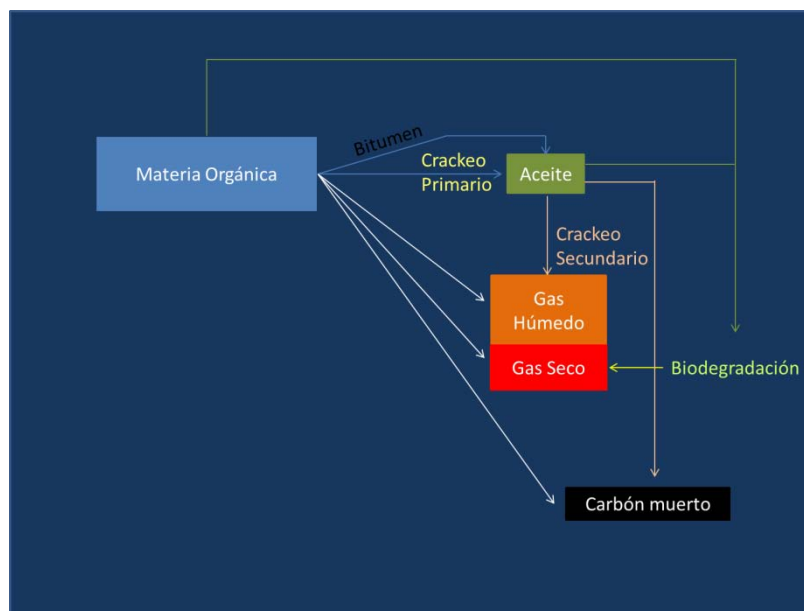 Bitumen
Materia Orgánica
Crackeo
Primario
Aceite
Crackeo
Secundario
Gas
Húmedo
Gas Seco
Biodegradación
Carbón muerto